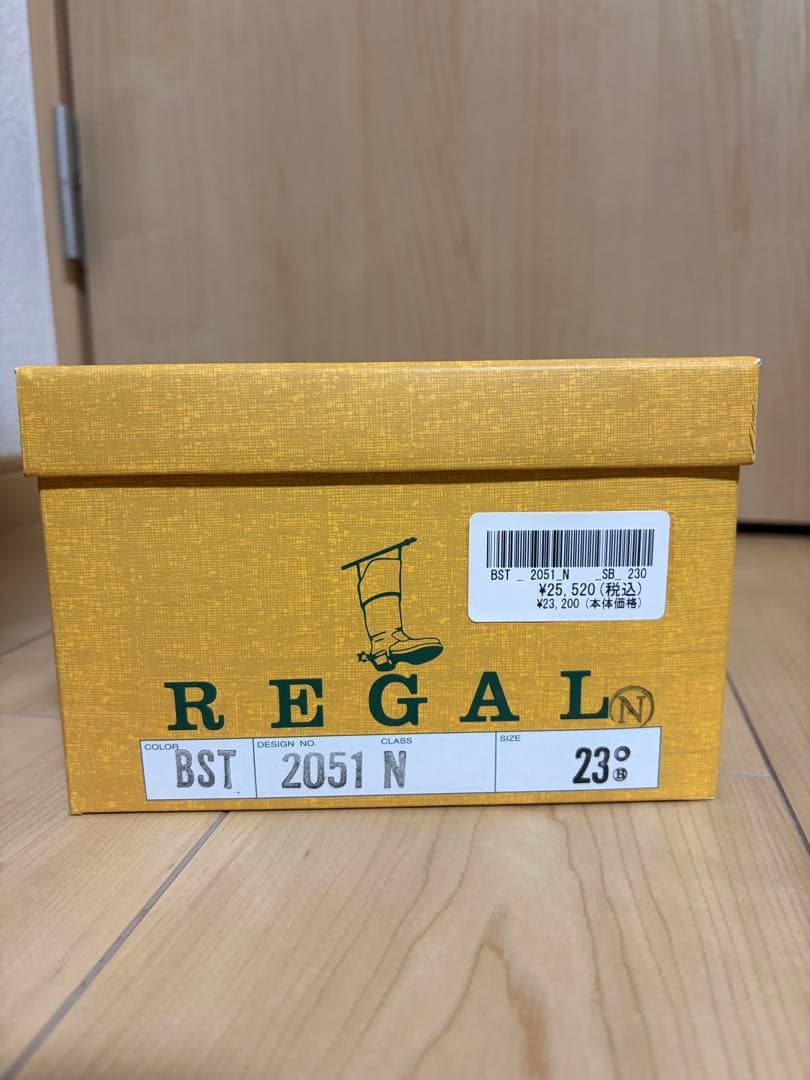 BST _ 2051_N _SB_ 230
¥25,520(税込)
¥23,200(本体価格)
REGAL N
COLOR BST DESIGN NO. 2051 N CLASS SIZE 23° B